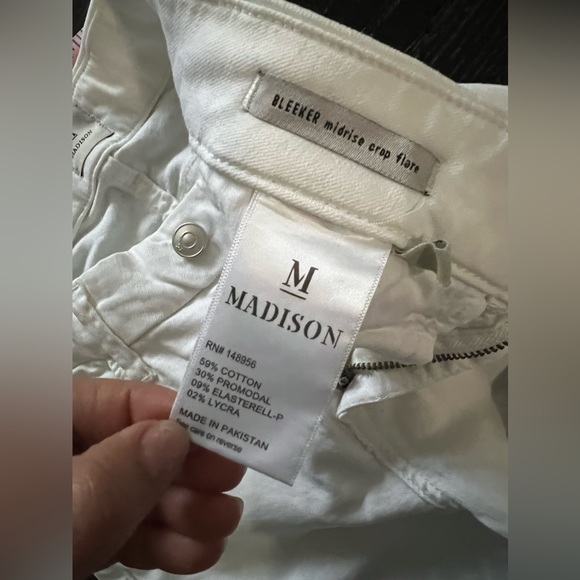 BLEEKER midrise crop flare
M
MADISON
M
MADISON
RN# 148956
59% COTTON
30% PROMODAL
09% ELASTERELL-P
02% LYCRA
MADE IN PAKISTAN
care on reverse